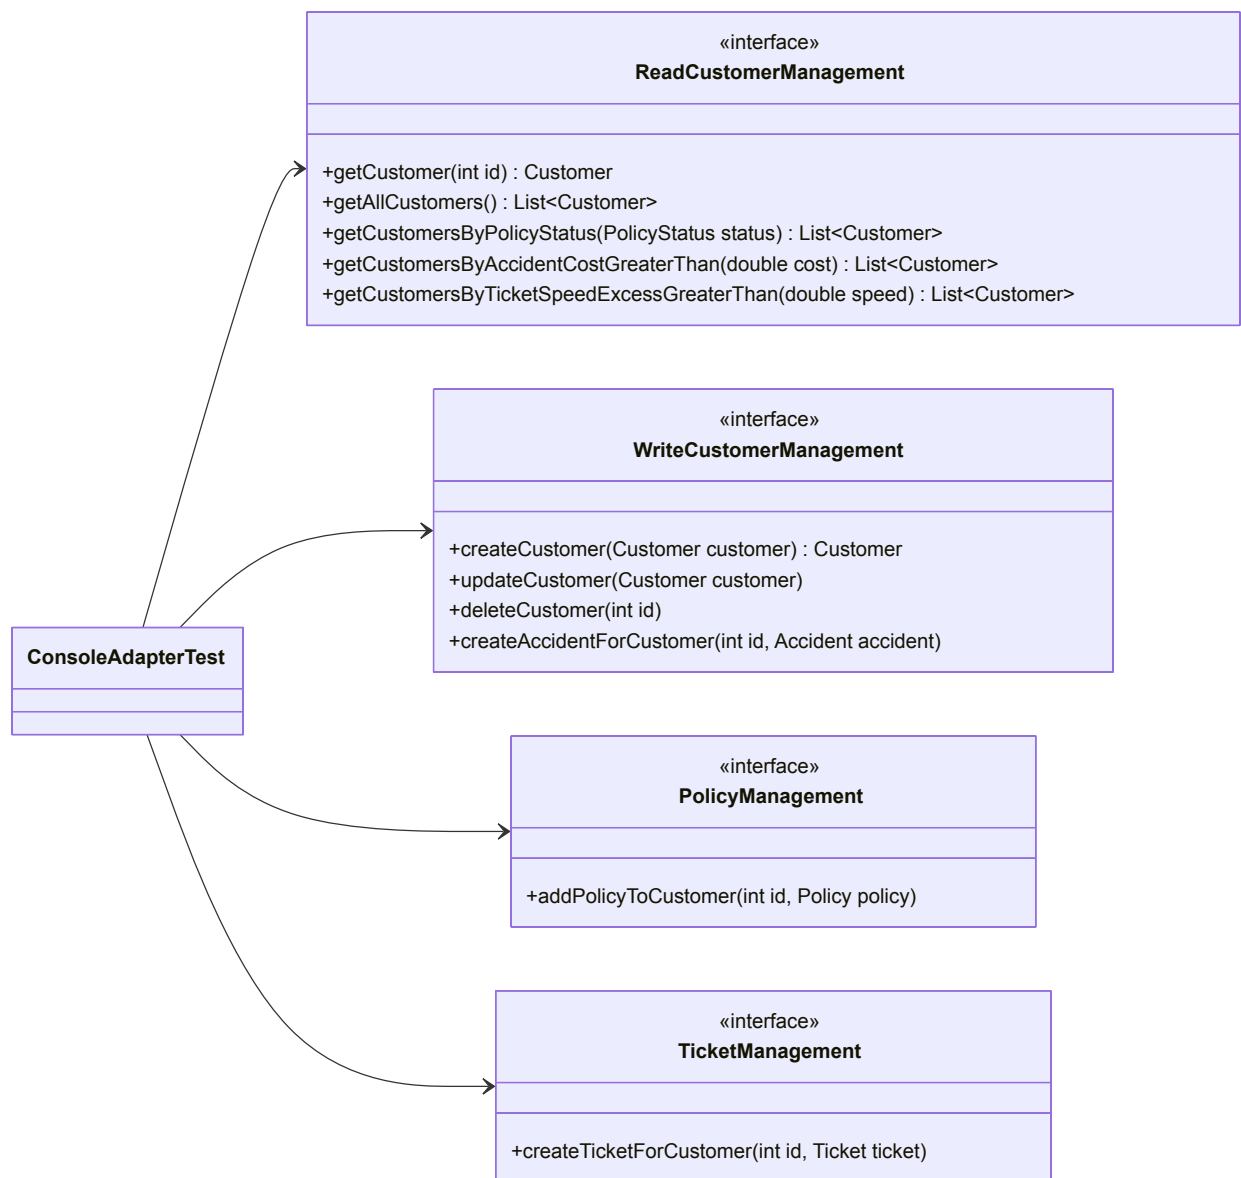 «interface»
ReadCustomerManagement
+getCustomer(int id) : Customer
+getAllCustomers() : List<Customer>
+getCustomersByPolicyStatus(PolicyStatus status) : List<Customer>
+getCustomersByAccidentCostGreaterThan(double cost) : List<Customer>
+getCustomersByTicketSpeedExcessGreaterThan(double speed) : List<Customer>
«interface»
WriteCustomerManagement
+createCustomer(Customer customer) : Customer
+updateCustomer(Customer customer)
+deleteCustomer(int id)
+createAccidentForCustomer(int id, Accident accident)
ConsoleAdapterTest
«interface»
PolicyManagement
+addPolicyToCustomer(int id, Policy policy)
«interface»
TicketManagement
+createTicketForCustomer(int id, Ticket ticket)